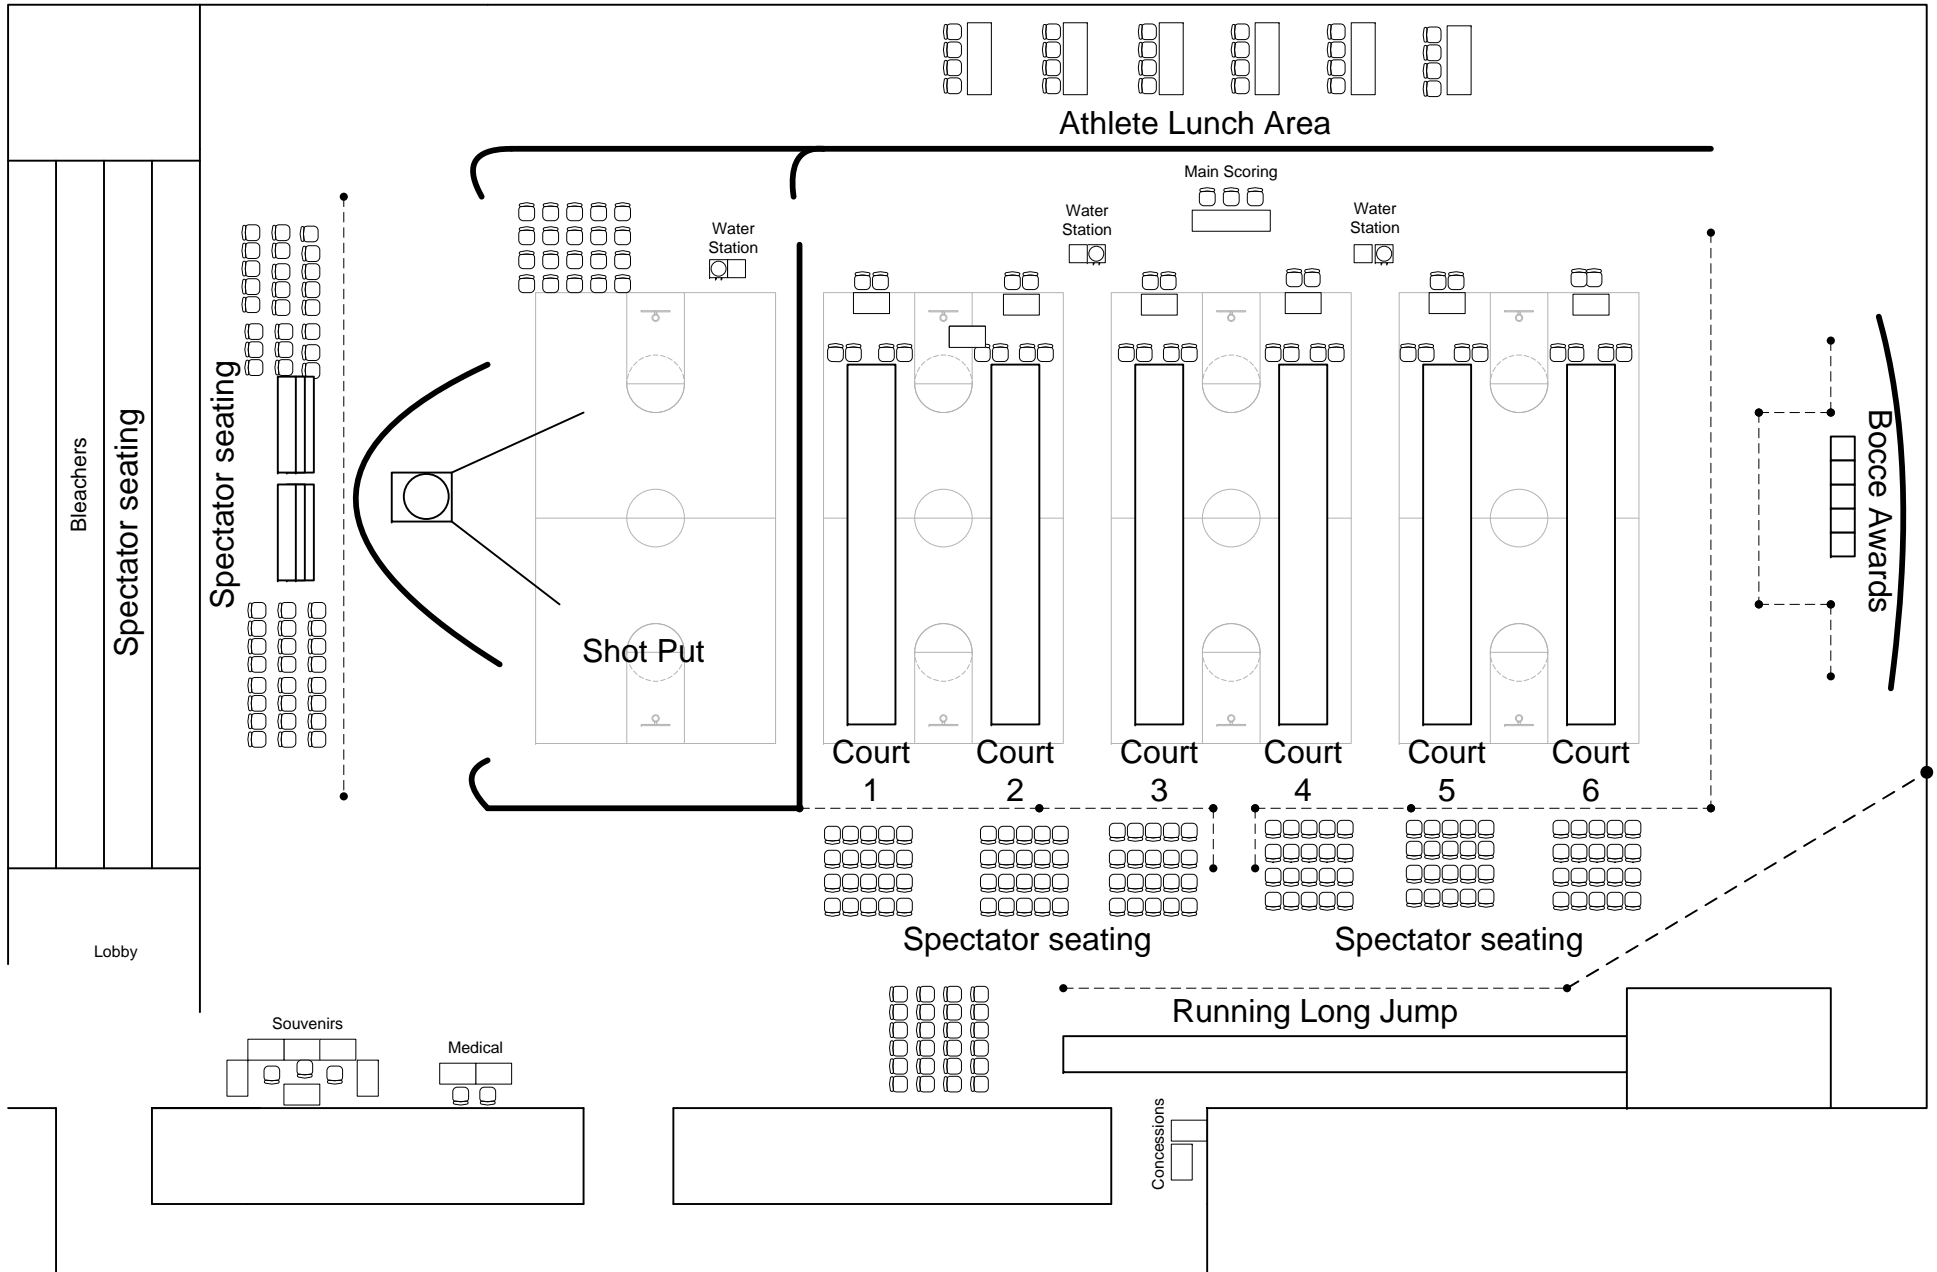 Athlete Lunch Area
Main Scoring
Water
Station
Water
Station
Water
Station
Bleachers
Spectator seating
Spectator seating
Shot Put
Bocce Awards
Court
1
Court
2
Court
3
Court
4
Court
5
Court
6
Spectator seating
Spectator seating
Lobby
Running Long Jump
Souvenirs
Medical
Concessions